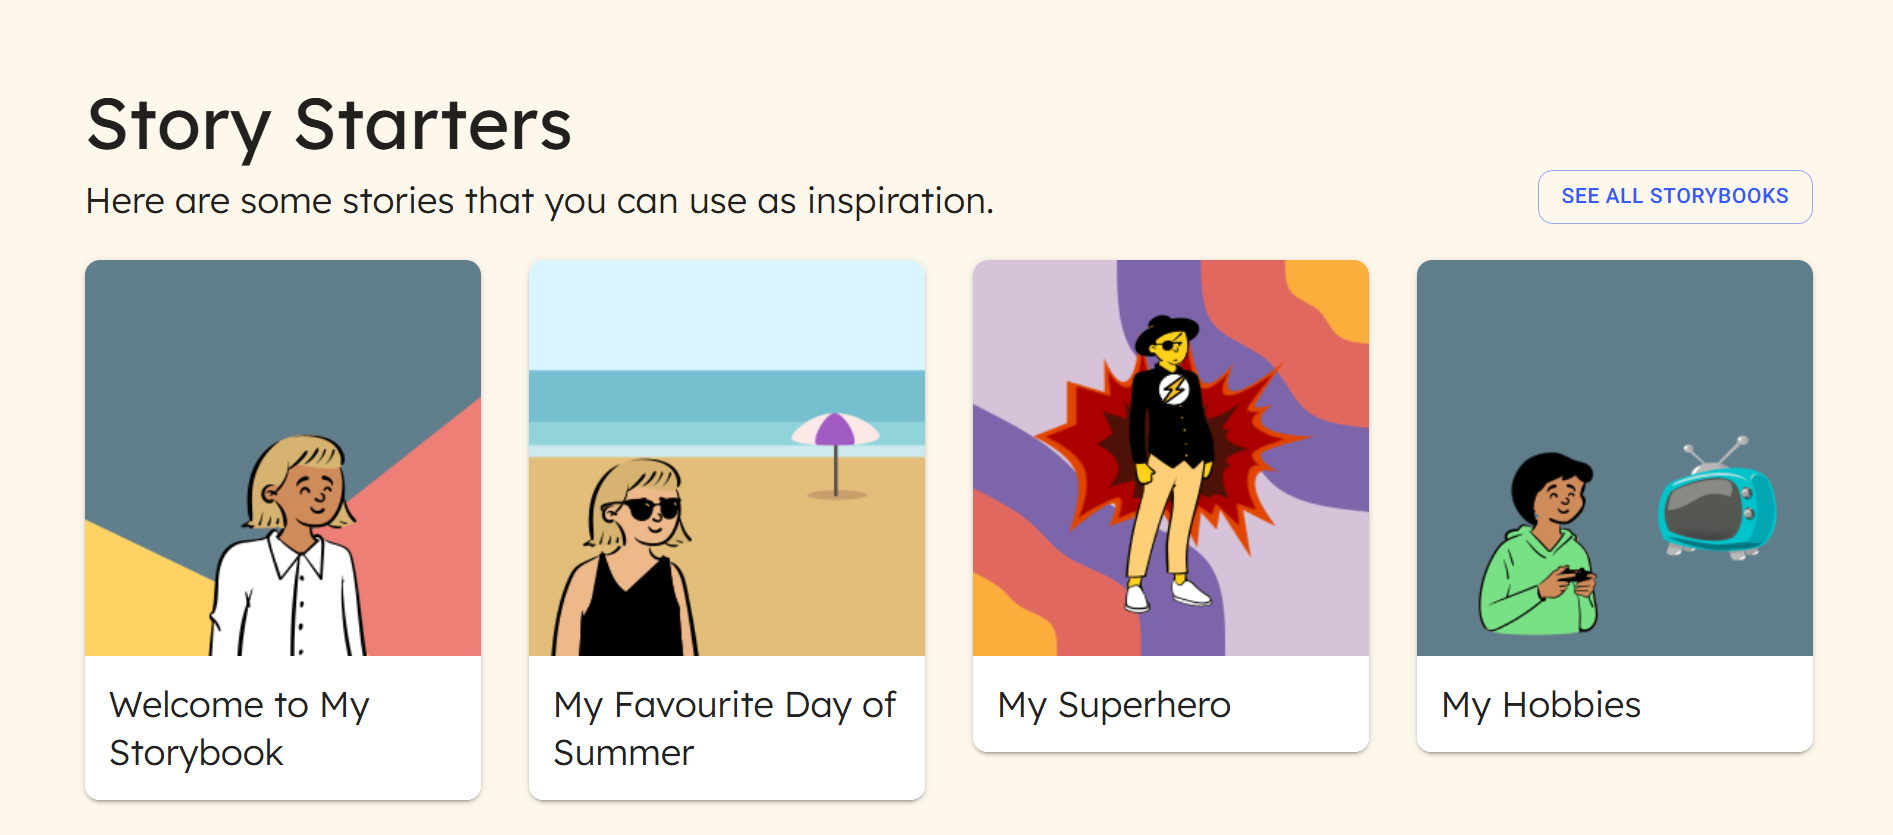 Story Starters
Here are some stories that you can use as inspiration.
SEE ALL STORYBOOKS
Welcome to My
Storybook
My Favourite Day of
Summer
My Superhero
My Hobbies